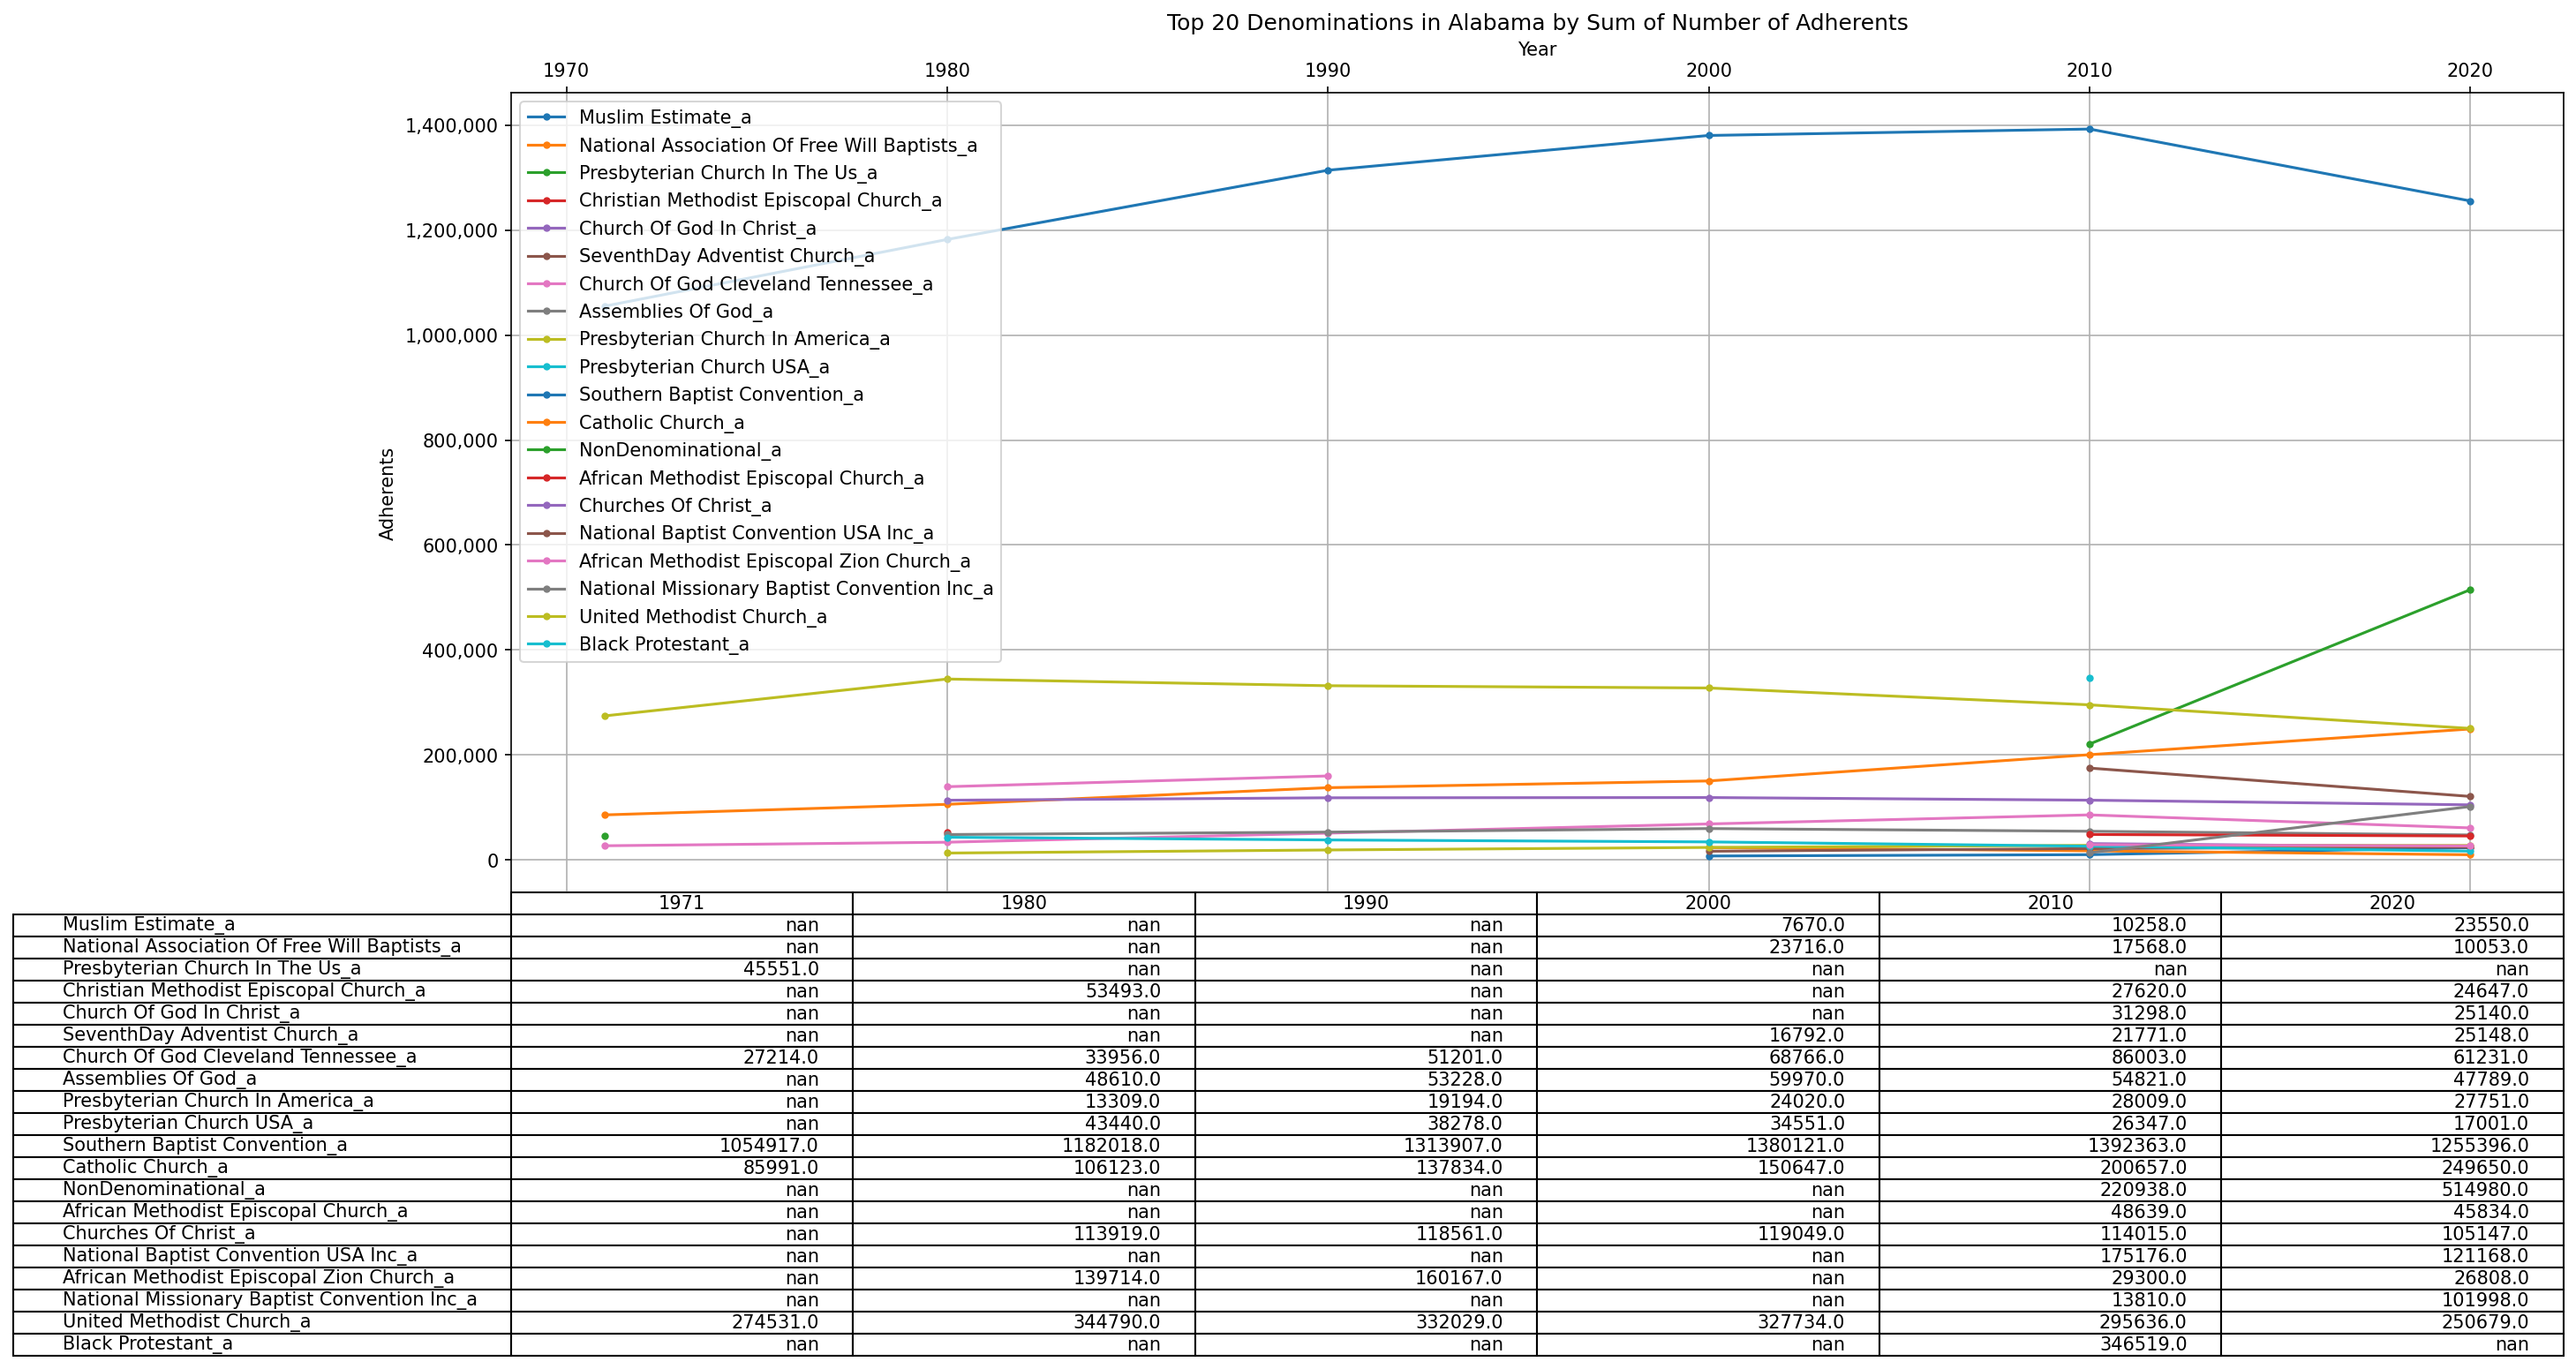 Top 20 Denominations in Alabama by Sum of Number of Adherents
Year
1970 1980 1990 2000 2010 2020
1,400,000
1,200,000
1,000,000
800,000
600,000
400,000
200,000
0
Adherents
Muslim Estimate_a
National Association Of Free Will Baptists_a
Presbyterian Church In The Us_a
Christian Methodist Episcopal Church_a
Church Of God In Christ_a
SeventhDay Adventist Church_a
Church Of God Cleveland Tennessee_a
Assemblies Of God_a
Presbyterian Church In America_a
Presbyterian Church USA_a
Southern Baptist Convention_a
Catholic Church_a
NonDenominational_a
African Methodist Episcopal Church_a
Churches Of Christ_a
National Baptist Convention USA Inc_a
African Methodist Episcopal Zion Church_a
National Missionary Baptist Convention Inc_a
United Methodist Church_a
Black Protestant_a
1971 1980 1990 2000 2010 2020
Muslim Estimate_a nan nan nan 7670.0 10258.0 23550.0
National Association Of Free Will Baptists_a nan nan nan 23716.0 17568.0 10053.0
Presbyterian Church In The Us_a 45551.0 nan nan nan nan nan
Christian Methodist Episcopal Church_a nan 53493.0 nan nan 27620.0 24647.0
Church Of God In Christ_a nan nan nan nan 31298.0 25140.0
SeventhDay Adventist Church_a nan nan nan 16792.0 21771.0 25148.0
Church Of God Cleveland Tennessee_a 27214.0 33956.0 51201.0 68766.0 86003.0 61231.0
Assemblies Of God_a nan 48610.0 53228.0 59970.0 54821.0 47789.0
Presbyterian Church In America_a nan 13309.0 19194.0 24020.0 28009.0 27751.0
Presbyterian Church USA_a nan 43440.0 38278.0 34551.0 26347.0 17001.0
Southern Baptist Convention_a 1054917.0 1182018.0 1313907.0 1380121.0 1392363.0 1255396.0
Catholic Church_a 85991.0 106123.0 137834.0 150647.0 200657.0 249650.0
NonDenominational_a nan nan nan nan 220938.0 514980.0
African Methodist Episcopal Church_a nan nan nan nan 48639.0 45834.0
Churches Of Christ_a nan 113919.0 118561.0 119049.0 114015.0 105147.0
National Baptist Convention USA Inc_a nan nan nan nan 175176.0 121168.0
African Methodist Episcopal Zion Church_a nan 139714.0 160167.0 nan 29300.0 26808.0
National Missionary Baptist Convention Inc_a nan nan nan nan 13810.0 101998.0
United Methodist Church_a 274531.0 344790.0 332029.0 327734.0 295636.0 250679.0
Black Protestant_a nan nan nan nan 346519.0 nan